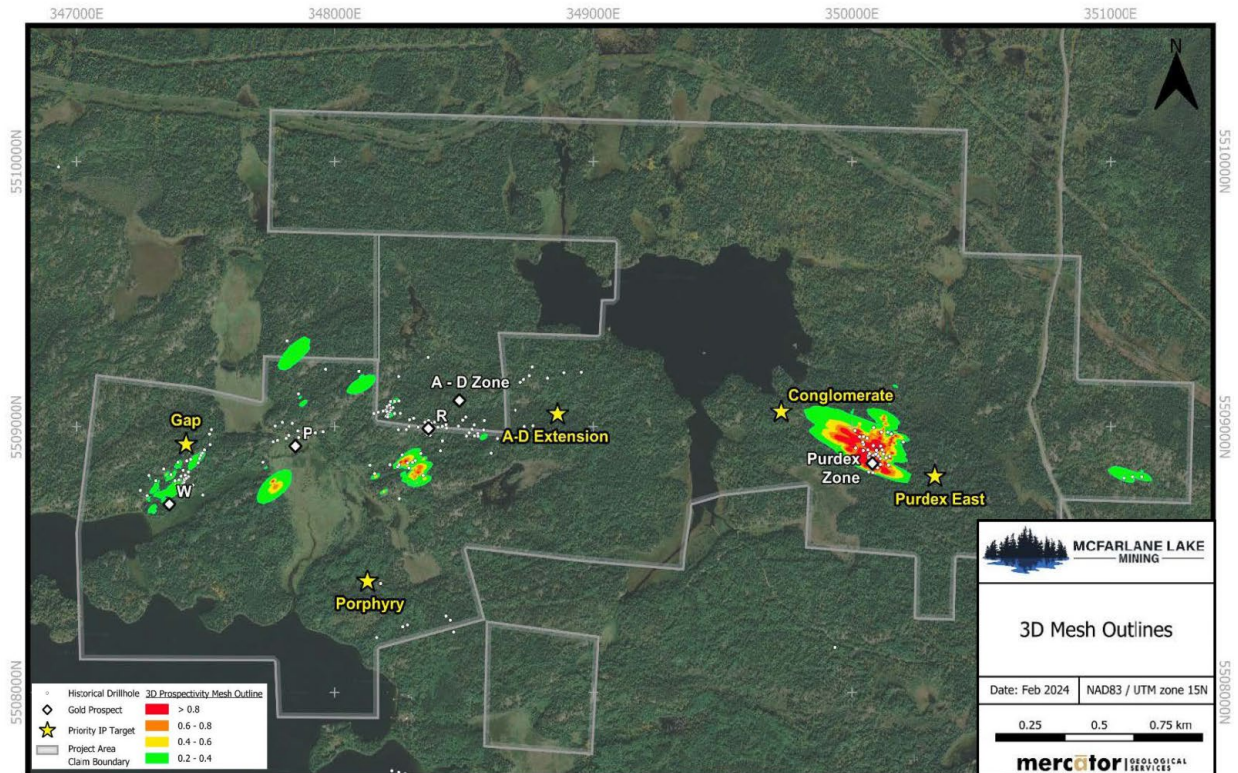 347000E
348000E
349000E
350000E
351000E
N
5510000N
5510000N
A - D Zone
Conglomerate
Gap
R
5509000N
P
A-D Extension
5509000N
Purdex
Zone
W
Purdex East
MCFARLANE LAKE
MINING
Porphyry
3D Mesh Outlines
5508000N
5508000N
Historical Drillhole
3D Prospectivity Mesh Outline
Gold Prospect
> 0.8
Priority IP Target
0.6 - 0.8
0.4 - 0.6
Project Area
Claim Boundary
0.2 - 0.4
Date: Feb 2024
NAD83 / UTM zone 15N
0.25 0.5 0.75 km
mercator GEOLOGICAL
SERVICES